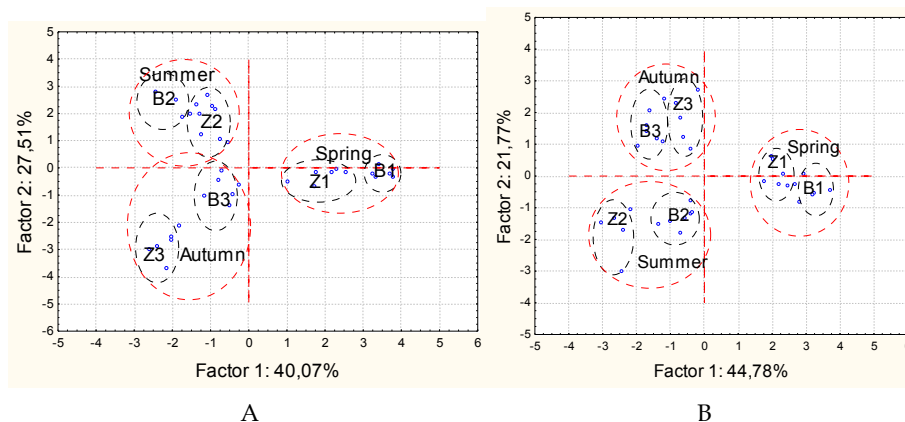 5
4
3
2
1
0
-1
-2
-3
-4
-5
-6
Factor 2: 27,51%
Summer
B2
Z2
Spring
Z1
B1
B3
Z3
Autumn
-5 -4 -3 -2 -1 0 1 2 3 4 5 6
Factor 1: 40,07%
A
5
4
3
2
1
0
-1
-2
-3
-4
-5
Factor 2: 21,77%
Autumn
Z3
B3
Spring
Z1
B1
Z2
B2
Summer
-5 -4 -3 -2 -1 0 1 2 3 4 5
Factor 1: 44,78%
B